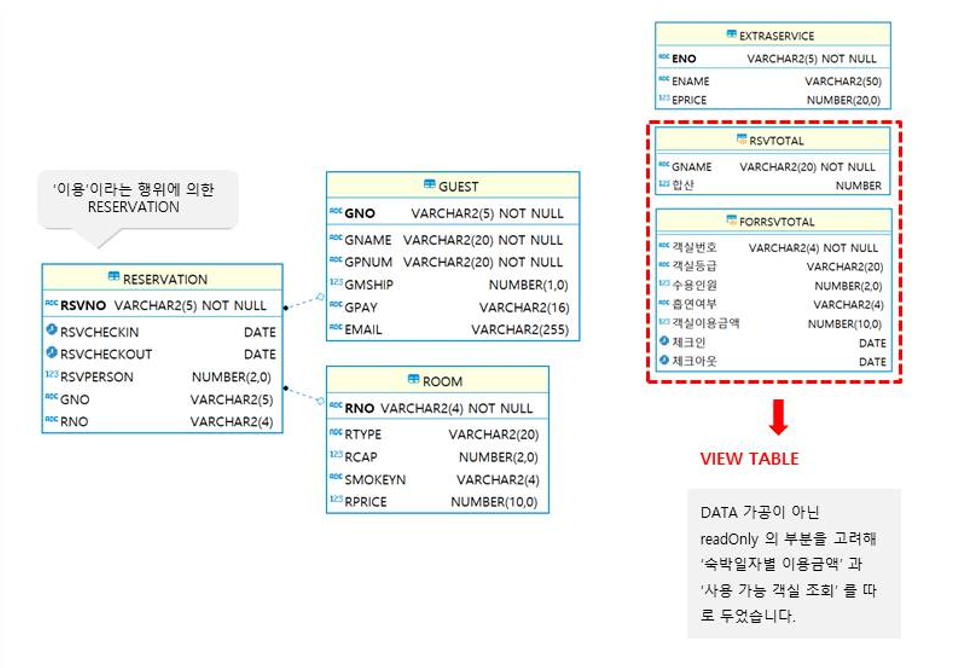 EXTRASERVICE
ENO VARCHAR2(5) NOT NULL
ENAME VARCHAR2(50)
EPRICE NUMBER(20,0)
RSVTOTAL
GNAME VARCHAR2(20) NOT NULL
합산 NUMBER
FORRSVTOTAL
객실번호 VARCHAR2(4) NOT NULL
객실등급 VARCHAR2(20)
수용인원 NUMBER(2,0)
흡연여부 VARCHAR2(4)
객실이용금액 NUMBER(10,0)
체크인 DATE
체크아웃 DATE
'이용'이라는 행위에 의한
RESERVATION
RESERVATION
RSVNO VARCHAR2(5) NOT NULL
RSVCHECKIN DATE
RSVCHECKOUT DATE
RSVPERSON NUMBER(2,0)
GNO VARCHAR2(5)
RNO VARCHAR2(4)
GUEST
GNO VARCHAR2(5) NOT NULL
GNAME VARCHAR2(20) NOT NULL
GPNUM VARCHAR2(20) NOT NULL
GMSHIP NUMBER(1,0)
GPAY VARCHAR2(16)
EMAIL VARCHAR2(255)
ROOM
RNO VARCHAR2(4) NOT NULL
RTYPE VARCHAR2(20)
RCAP NUMBER(2,0)
SMOKEYN VARCHAR2(4)
RPRICE NUMBER(10,0)
VIEW TABLE
DATA 가공이 아닌
readOnly 의 부분을 고려해
'숙박일자별 이용금액' 과
'사용 가능 객실 조회' 를 따
로 두었습니다.